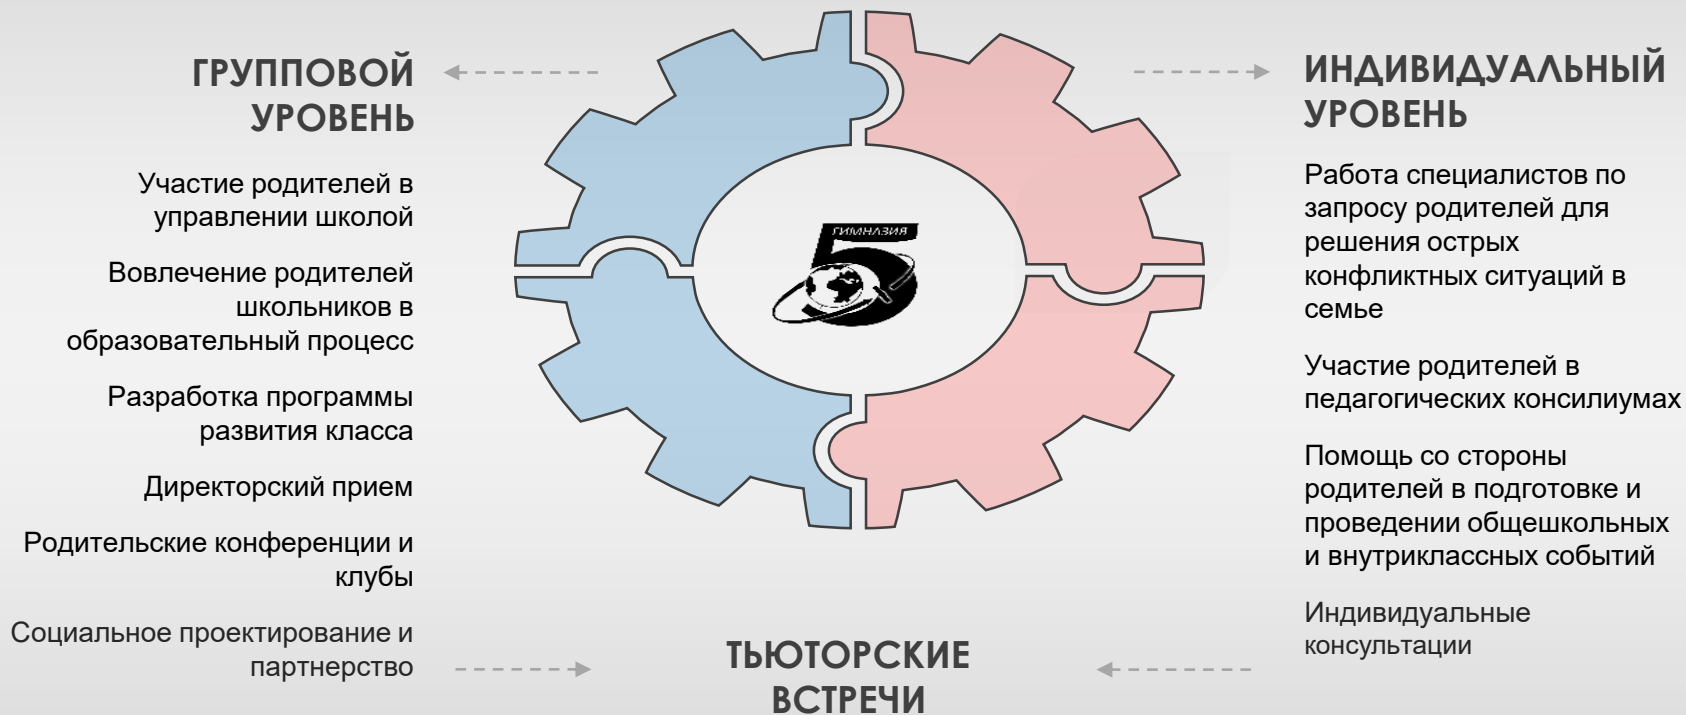 ГРУППОВОЙ
УРОВЕНЬ
Участие родителей в
управлении школой
Вовлечение родителей
школьников в
образовательный процесс
Разработка программы
развития класса
Директорский прием
Родительские конференции и
клубы
Социальное проектирование и
партнерство
ГИМНАЗИЯ
5
ИНДИВИДУАЛЬНЫЙ
УРОВЕНЬ
Работа специалистов по
запросу родителей для
решения острых
конфликтных ситуаций в
семье
Участие родителей в
педагогических консилиумах
Помощь со стороны
родителей в подготовке и
проведении общешкольных
и внутриклассных событий
Индивидуальные
консультации
ТЬЮТОРСКИЕ
ВСТРЕЧИ